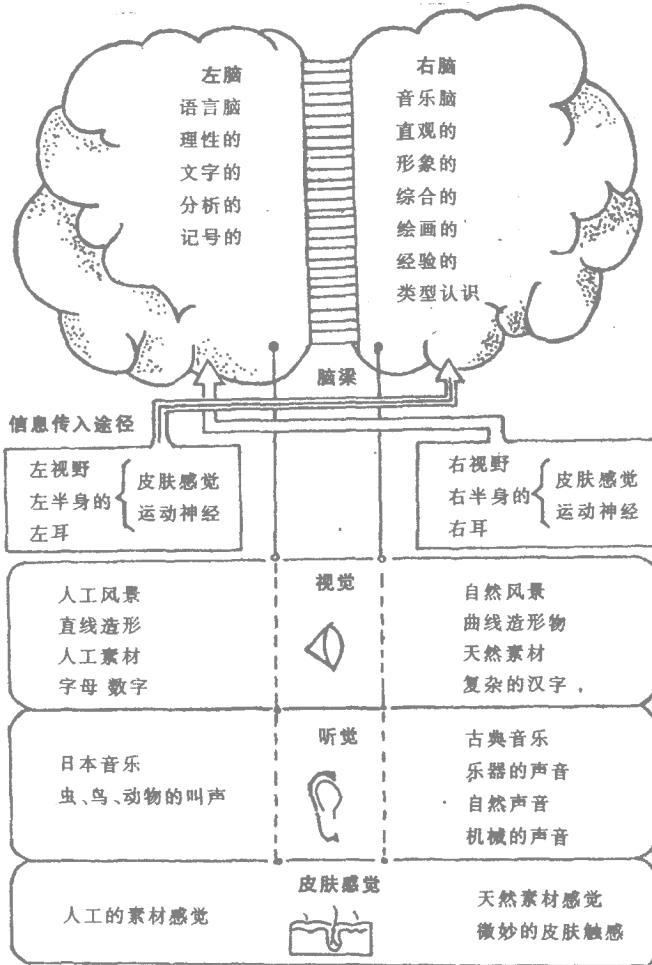 左脑
语言脑
理性的
文字的
分析的
记号的
右脑
音乐脑
直观的
形象的
综合的
绘画的
经验的
类型认识
脑梁
信息传入途径
左视野
左半身的
左耳
皮肤感觉
运动神经
右视野
右半身的
右耳
皮肤感觉
运动神经
视觉
人工风景
直线造形
人工素材
字母 数字
自然风景
曲线造形物
天然素材
复杂的汉字
听觉
日本音乐
虫、鸟、动物的叫声
古典音乐
乐器的声音
自然声音
机械的声音
皮肤感觉
人工的素材感觉
天然素材感觉
微妙的皮肤触感